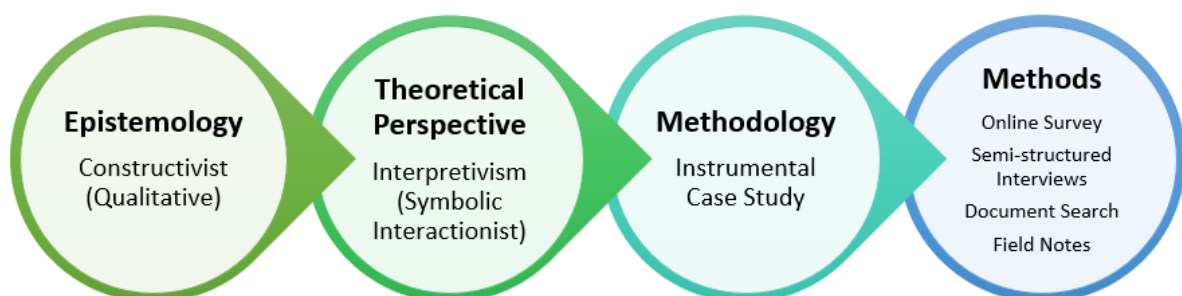 Epistemology
Constructivist
(Qualitative)
Theoretical
Perspective
Interpretivism
(Symbolic
Interactionist)
Methodology
Instrumental
Case Study
Methods
Online Survey
Semi-structured
Interviews
Document Search
Field Notes